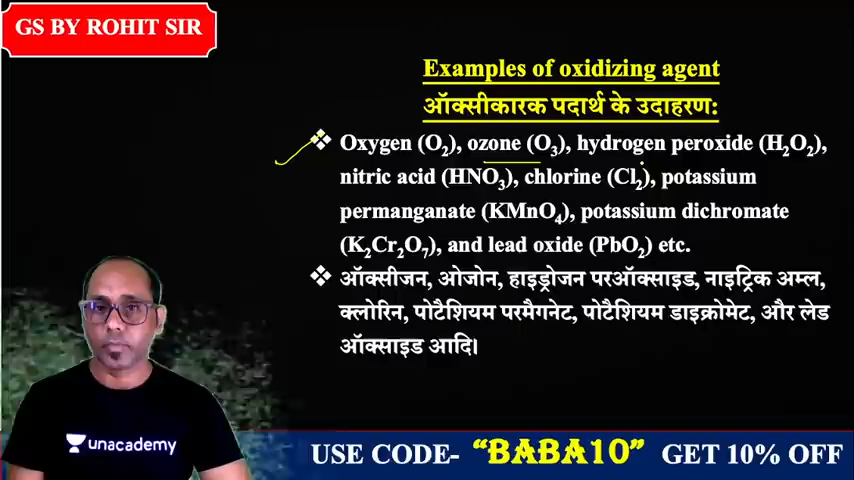 GS BY ROHIT SIR
Examples of oxidizing agent
ऑक्सीकारक पदार्थ के उदाहरण:
❖ Oxygen (O₂), ozone (O₃), hydrogen peroxide (H₂O₂),
nitric acid (HNO₃), chlorine (Cl₂), potassium
permanganate (KMnO₄), potassium dichromate
(K₂Cr₂O₇), and lead oxide (PbO₂) etc.
❖ ऑक्सीजन, ओजोन, हाइड्रोजन परऑक्साइड, नाइट्रिक अम्ल,
क्लोरिन, पोटैशियम परमैगनेट, पोटैशियम डाइक्रोमेट, और लेड
ऑक्साइड आदि।
unacademy
USE CODE- “BABA10” GET 10% OFF